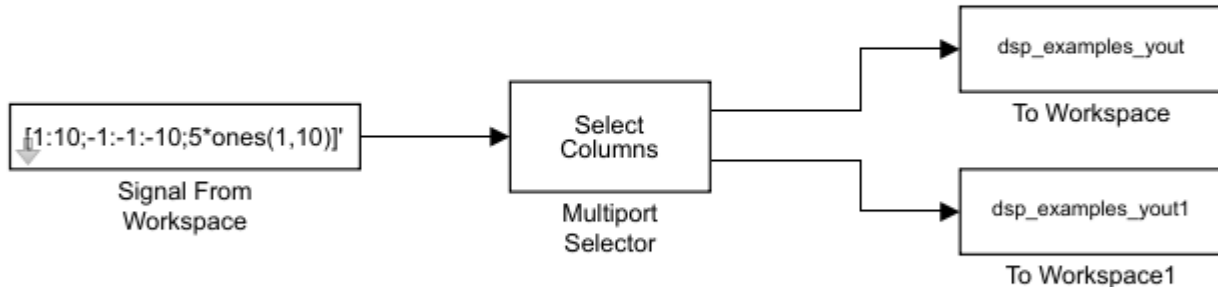 [1:10;-1:-1:-10;5*ones(1,10)]'
Signal From
Workspace
Select
Columns
Multiport
Selector
dsp_examples_yout
To Workspace
dsp_examples_yout1
To Workspace1